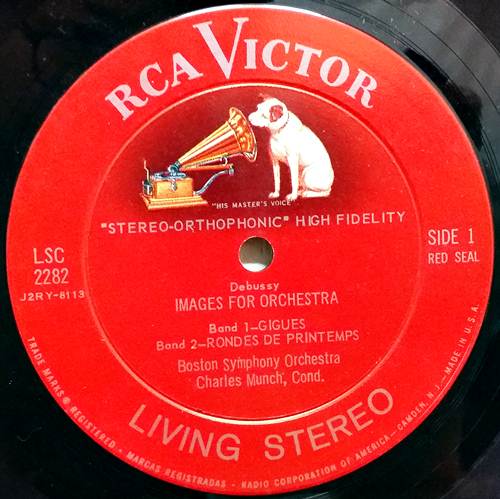 RCA VICTOR
"HIS MASTER'S VOICE"
"STEREO-ORTHOPHONIC" HIGH FIDELITY
LSC
2282
J2RY-8113
SIDE 1
RED SEAL
Debussy
IMAGES FOR ORCHESTRA
Band 1—GIGUES
Band 2—RONDES DE PRINTEMPS
Boston Symphony Orchestra
Charles Munch, Cond.
LIVING STEREO
TRADE MARKS ® REGISTERED. - MARCAS REGISTRADAS - RADIO CORPORATION OF AMERICA—CAMDEN, N. J.—MADE IN U.S.A.